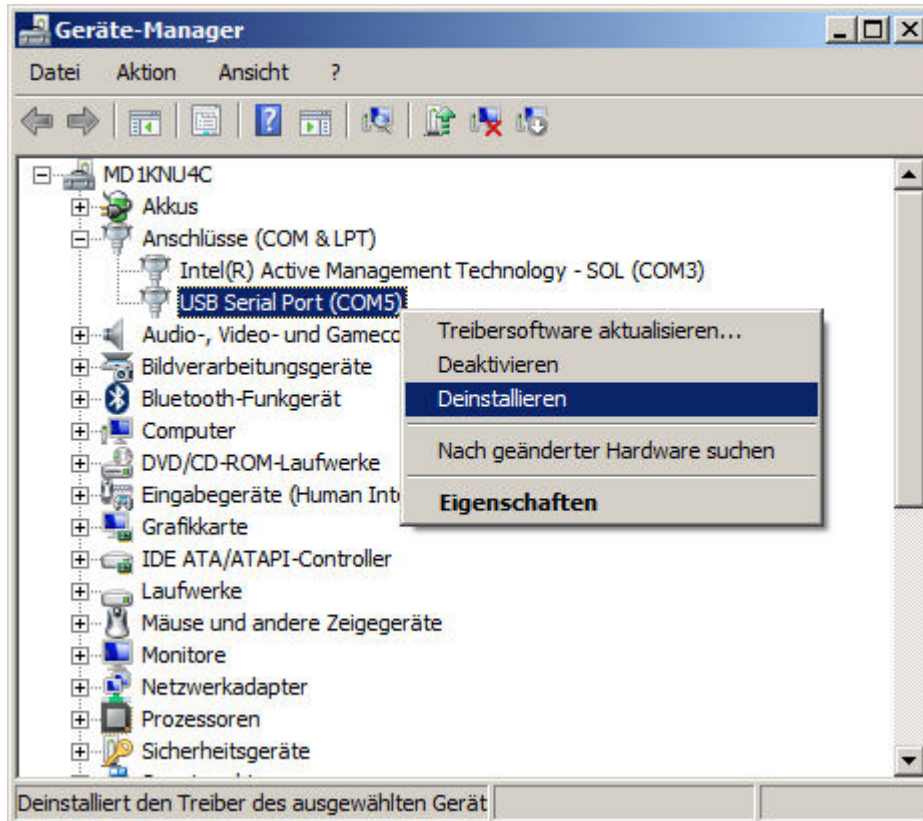 Geräte-Manager
Datei Aktion Ansicht ?
MD1KNU4C
Akkus
Anschlüsse (COM & LPT)
Intel(R) Active Management Technology - SOL (COM3)
USB Serial Port (COM5)
Audio-, Video- und Gamecc
Bildverarbeitungsgeräte
Bluetooth-Funkgerät
Computer
DVD/CD-ROM-Laufwerke
Eingabegeräte (Human Int
Grafikkarte
IDE ATA/ATAPI-Controller
Laufwerke
Mäuse und andere Zeigegeräte
Monitore
Netzwerkadapter
Prozessoren
Sicherheitsgeräte
Treibersoftware aktualisieren...
Deaktivieren
Deinstallieren
Nach geänderter Hardware suchen
Eigenschaften
Deinstalliert den Treiber des ausgewählten Gerät